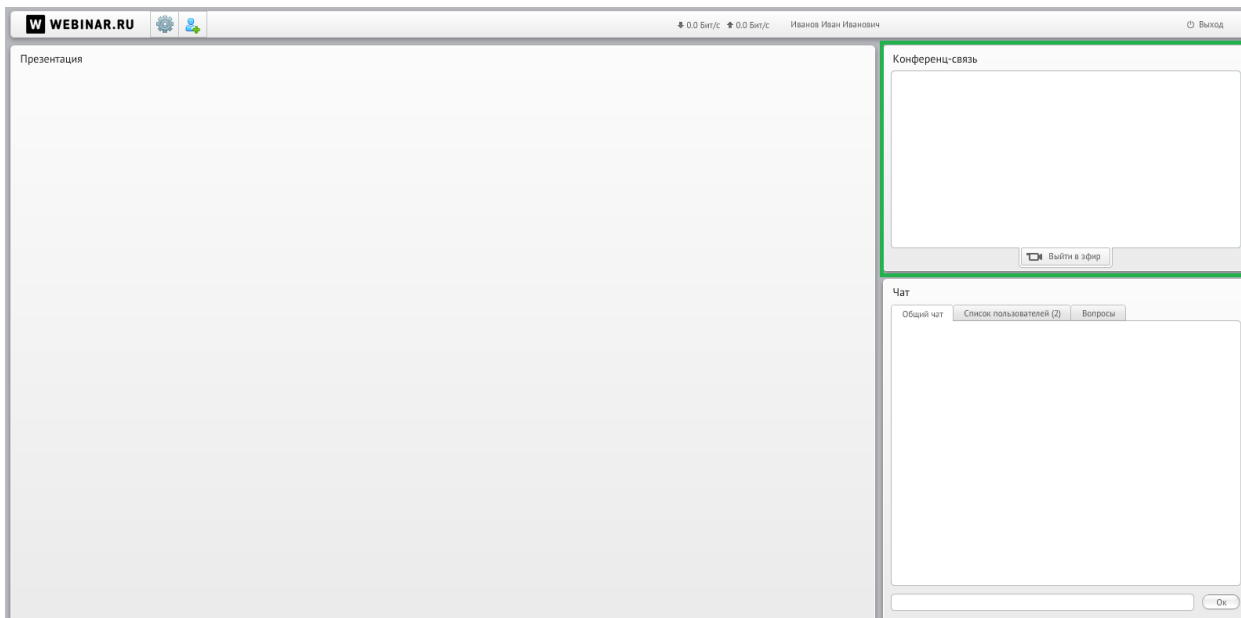 W WEBINAR.RU 0.0 Бит/с 0.0 Бит/с Иванов Иван Иванович Выход
Презентация
Конференц-связь
Выйти в эфир
Чат
Общий чат Список пользователей (2) Вопросы
Ок